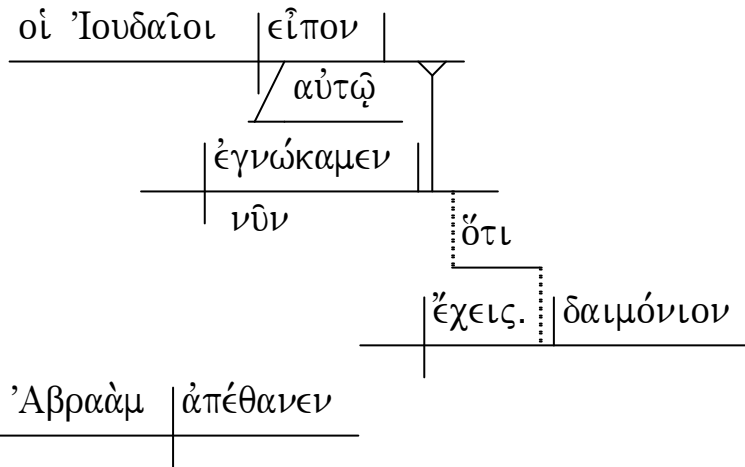 οἱ Ἰουδαῖοι εἶπον
αὐτῷ
ἐγνώκαμεν
νῦν
ὅτι
ἔχεις. δαιμόνιον
Ἀβραὰμ ἀπέθανεν